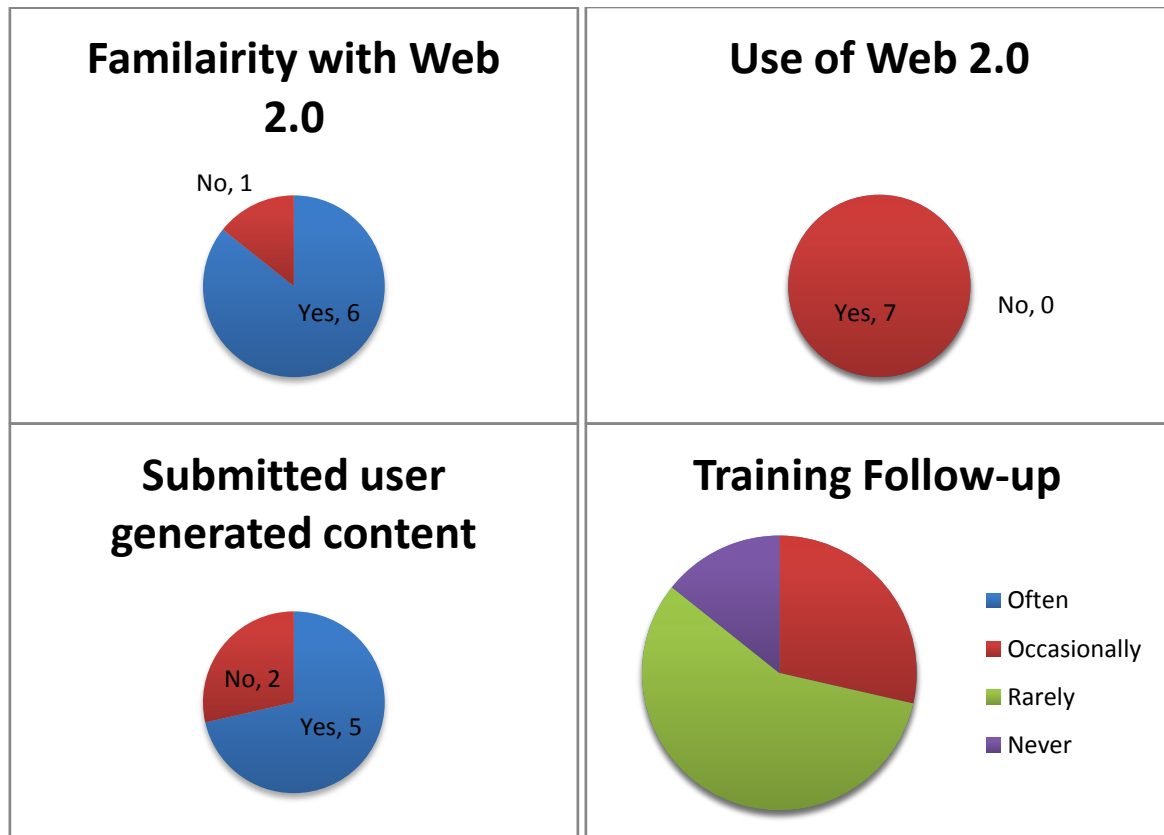 Familairity with Web
2.0
No, 1
Yes, 6
Use of Web 2.0
Yes, 7
No, 0
Submitted user
generated content
No, 2
Yes, 5
Training Follow-up
Often
Occasionally
Rarely
Never